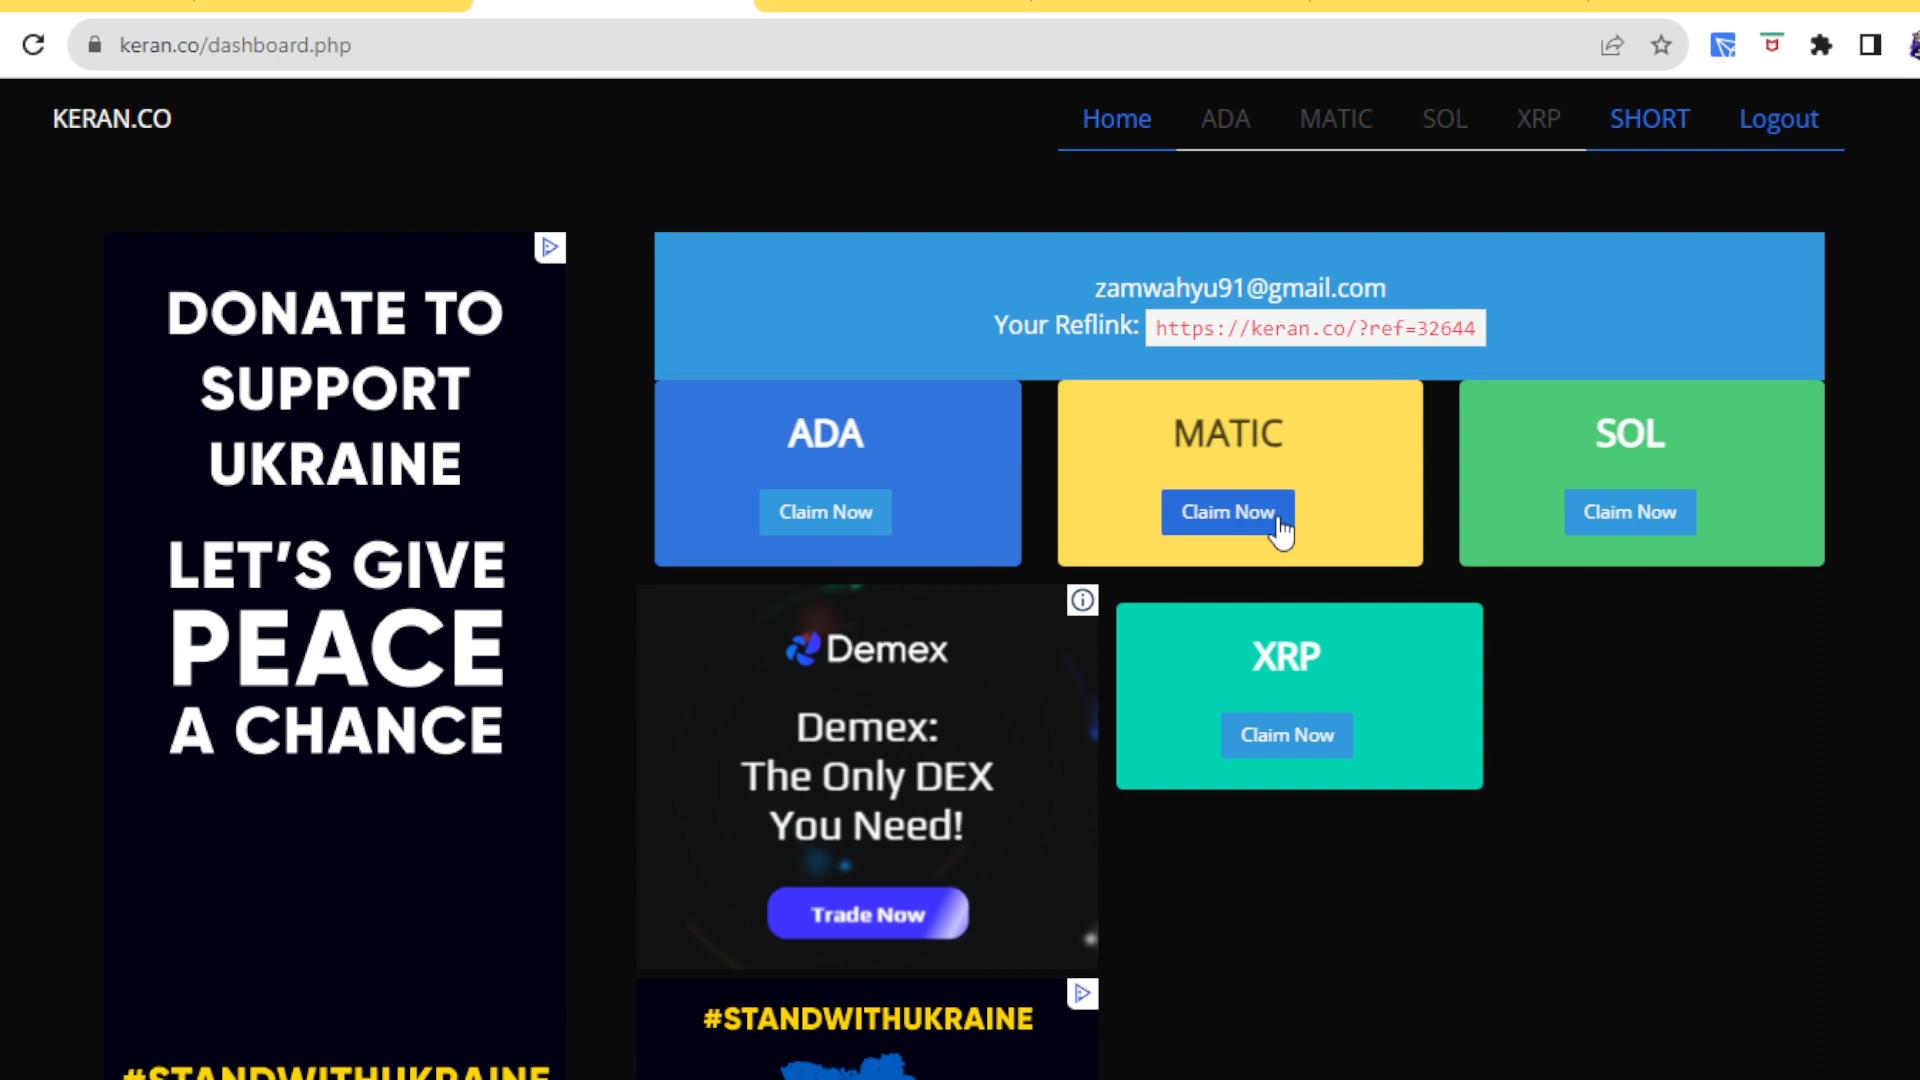 keran.co/dashboard.php
KERAN.CO
Home ADA MATIC SOL XRP SHORT Logout
DONATE TO
SUPPORT
UKRAINE
LET'S GIVE
PEACE
A CHANCE
#STANDWITHUKRAINE
zamwahyu91@gmail.com
Your Reflink: https://keran.co/?ref=32644
ADA
Claim Now
MATIC
Claim Now
SOL
Claim Now
Demex
Demex:
The Only DEX
You Need!
Trade Now
XRP
Claim Now
#STANDWITHUKRAINE